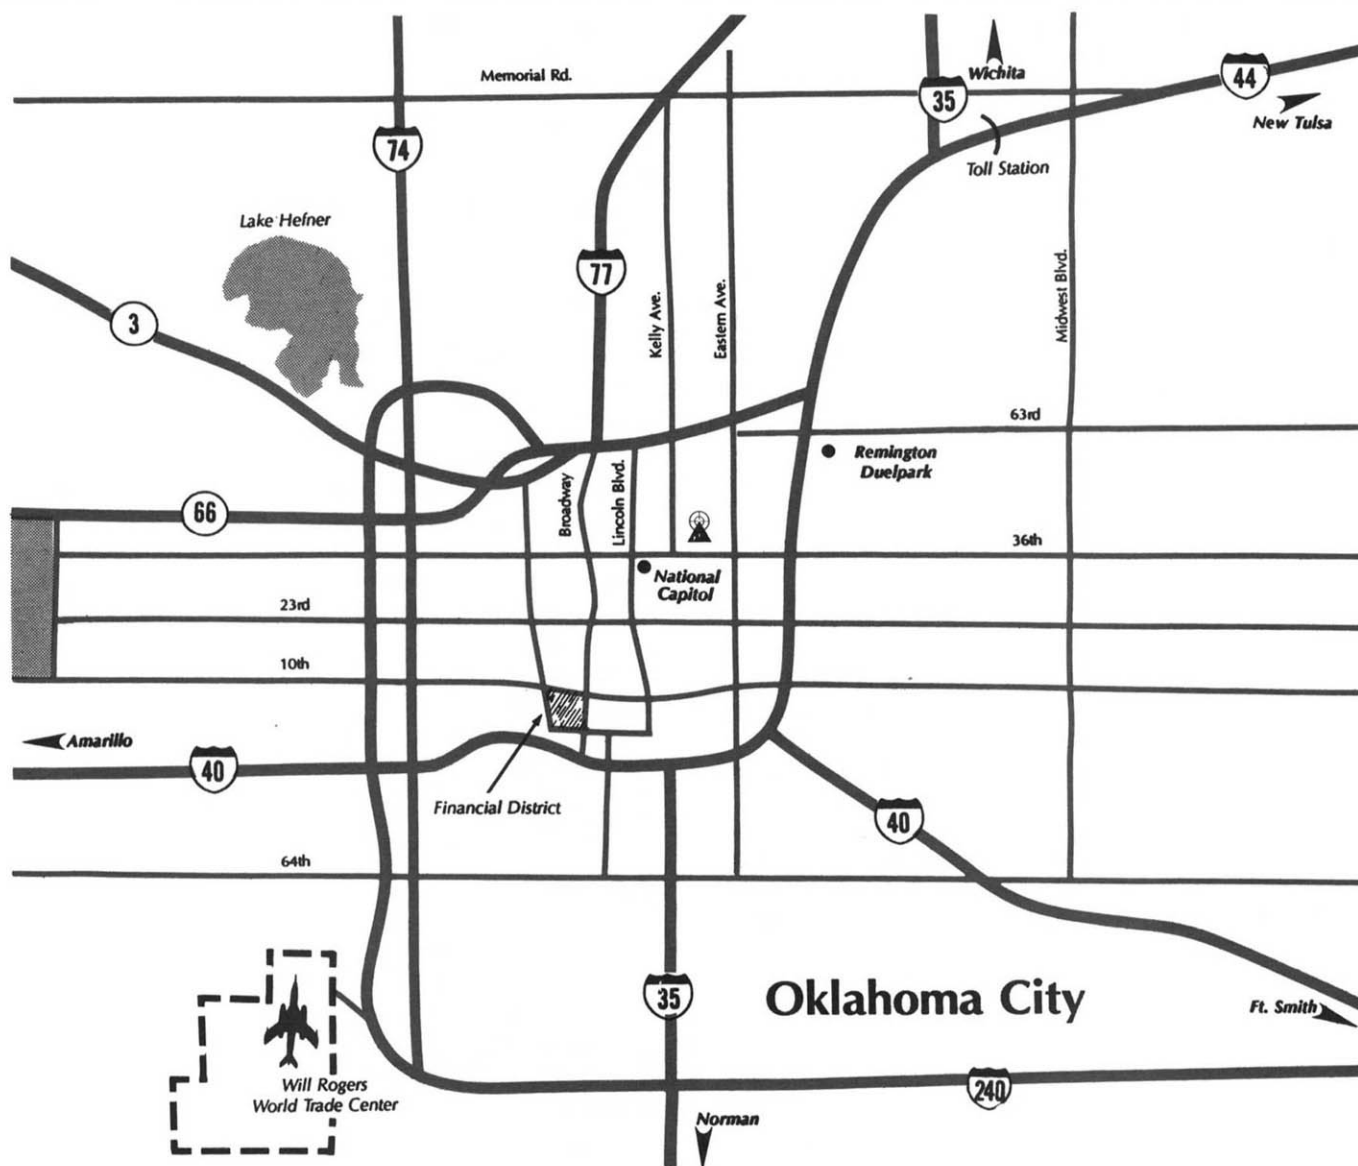 Memorial Rd.
35
Wichita
44
New Tulsa
74
Toll Station
Lake Hefner
77
3
Kelly Ave.
Eastern Ave.
Midwest Blvd.
63rd
Remington
Duelpark
Broadway
Lincoln Blvd.
66
36th
National
Capitol
23rd
10th
Amarillo
40
Financial District
40
64th
35
Oklahoma City
Ft. Smith
Will Rogers
World Trade Center
240
Norman